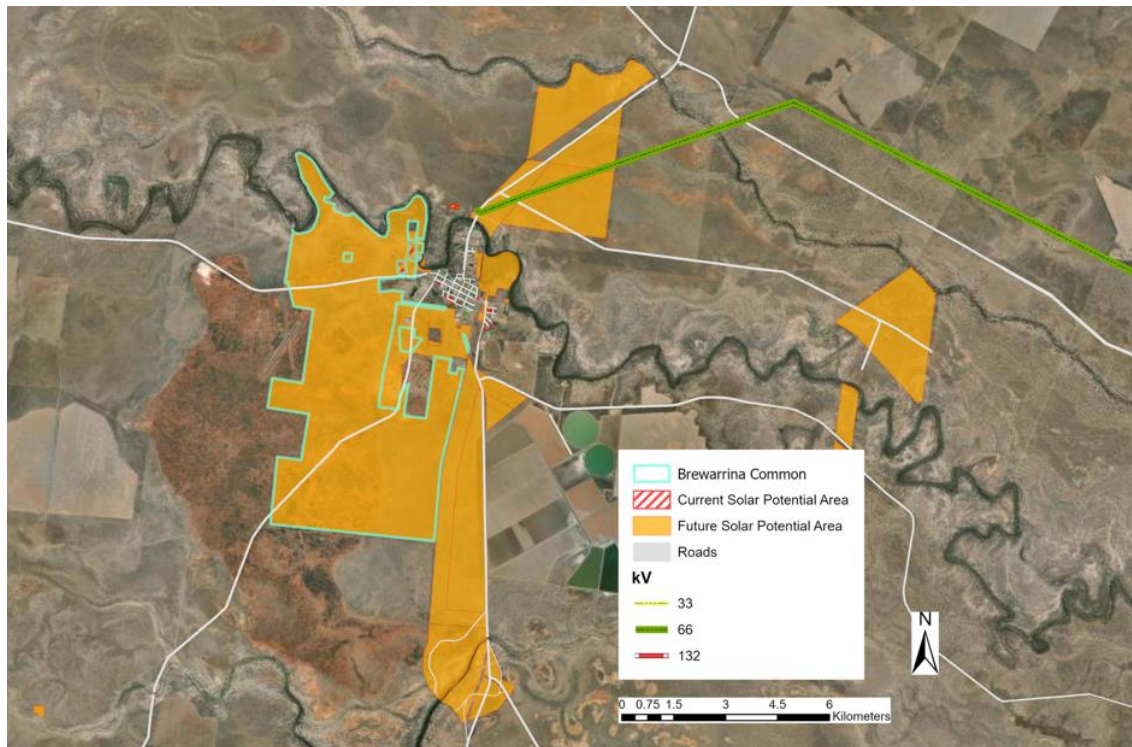 Brewarrina Common
Current Solar Potential Area
Future Solar Potential Area
Roads
kV
33
66
132
N
0 0.75 1.5 3 4.5 6
Kilometers